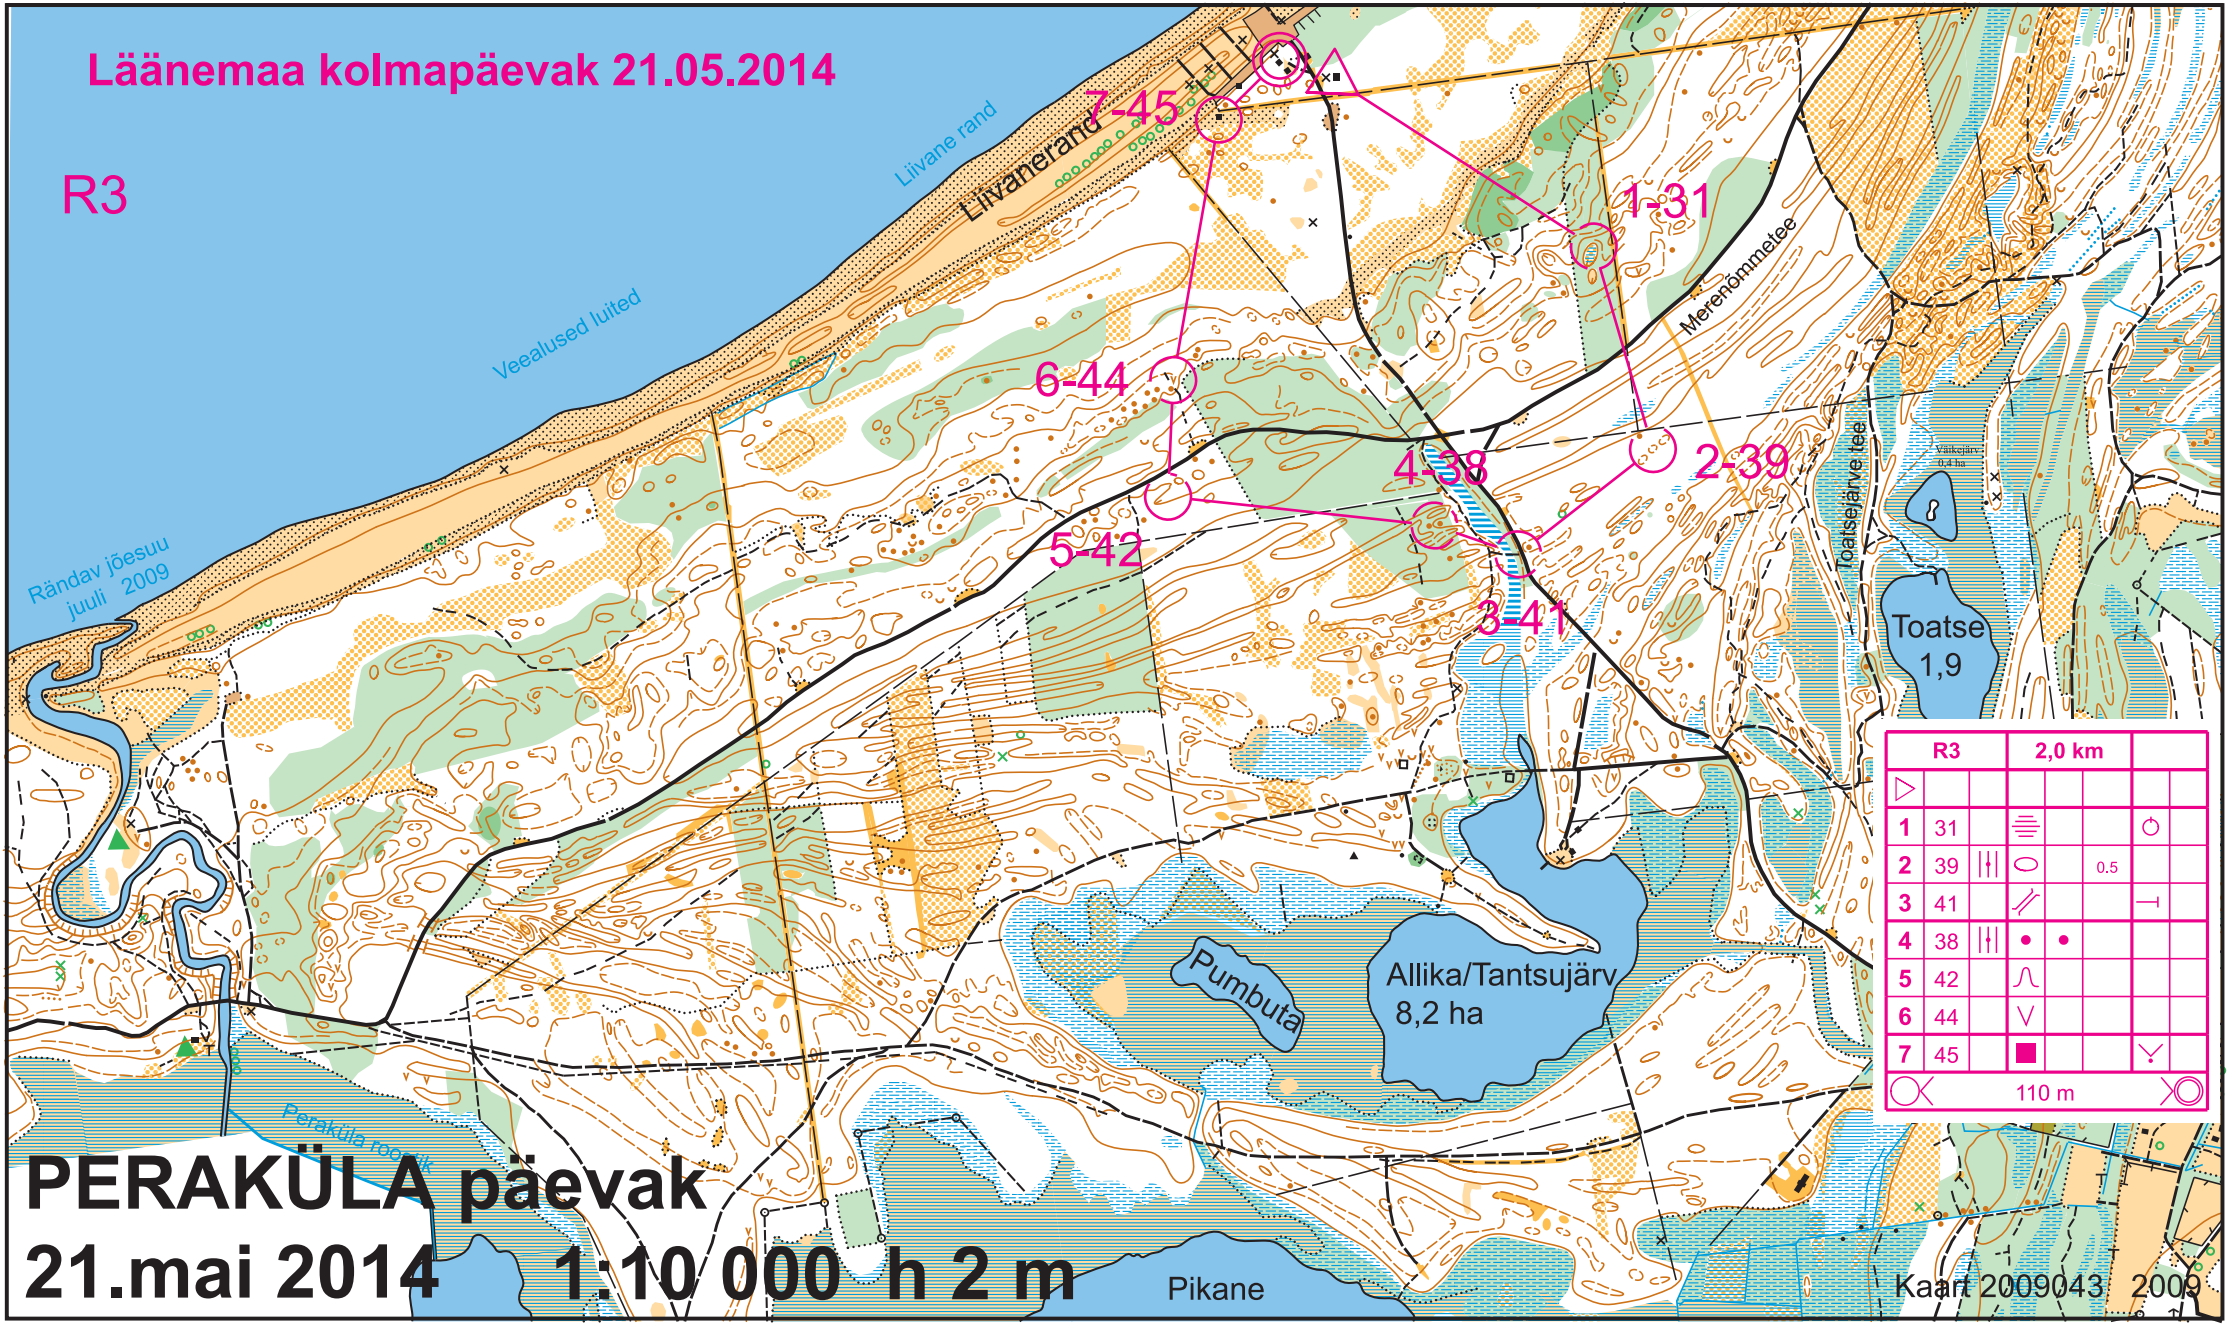 Läänemaa kolmapäevak 21.05.2014
R3
Liivane rand
Liivanerand
7-45
1-31
Merenõmmetee
Veealused luited
6-44
4-38
2-39
Toatsejärve tee
Väikejärv
0,4 ha
5-42
3-41
Rändav jõesuu
juuli 2009
Toatse
1,9
R3 2,0 km
1 31
2 39 0.5
3 41
4 38
5 42
6 44
7 45
110 m
Pumbuta
Allika/Tantsujärv
8,2 ha
T
Peraküla roostik
PERAKÜLA päevak
21.mai 2014 1:10 000 h 2 m
Pikane
Kaart 2009043 2009